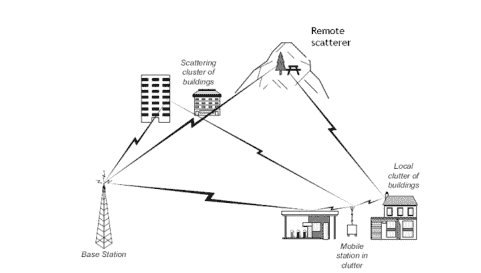 Remote
scatterer
Scattering
cluster of
buildings
Local
clutter of
buildings
Base Station
Mobile
station in
clutter